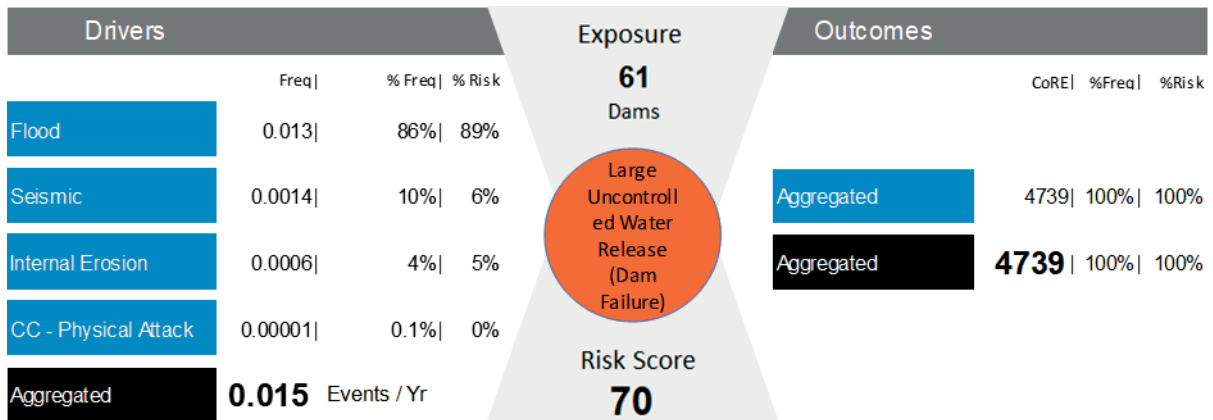 Drivers
Exposure
Outcomes
Freq| % Freq| % Risk
61
Dams
CoRE| %Freq| %Risk
Flood 0.013| 86%| 89%
Seismic 0.0014| 10%| 6%
Internal Erosion 0.0006| 4%| 5%
CC - Physical Attack 0.00001| 0.1%| 0%
Aggregated 0.015 Events / Yr
Large
Uncontroll
ed Water
Release
(Dam
Failure)
Risk Score
70
Aggregated 4739| 100%| 100%
Aggregated 4739| 100%| 100%